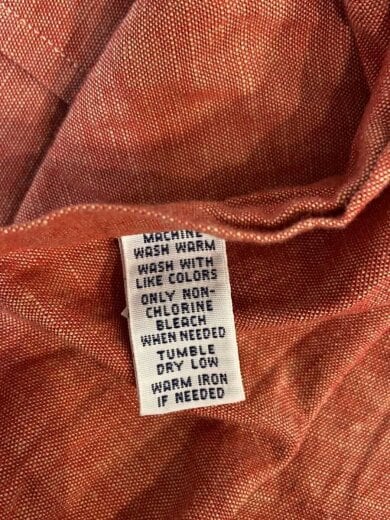 MACHINE
WASH WARM
WASH WITH
LIKE COLORS
ONLY NON-
CHLORINE
BLEACH
WHEN NEEDED
TUMBLE
DRY LOW
WARM IRON
IF NEEDED